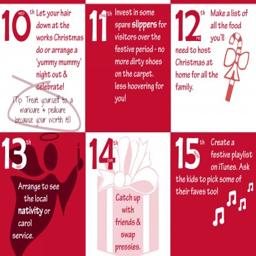 10 Let your hair
down at the
works Christmas
do or arrange a
'yummy mummy'
night out &
celebrate!
(Tip: Treat yourself to a
manicure & pedicure
because your worth it!)
11 Invest in some
spare slippers for
visitors over the
festive period - no
more dirty shoes
on the carpet.
less hoovering for
you!
12 Make a list of
all the food
you'll
need to host
Christmas at
home for all the
family.
13
Arrange to see
the local
nativity or
carol
service.
14
Catch up
with
friends &
swap
pressies.
15th Create a
festive playlist
on iTunes. Ask
the kids to pick some of
their faves too!